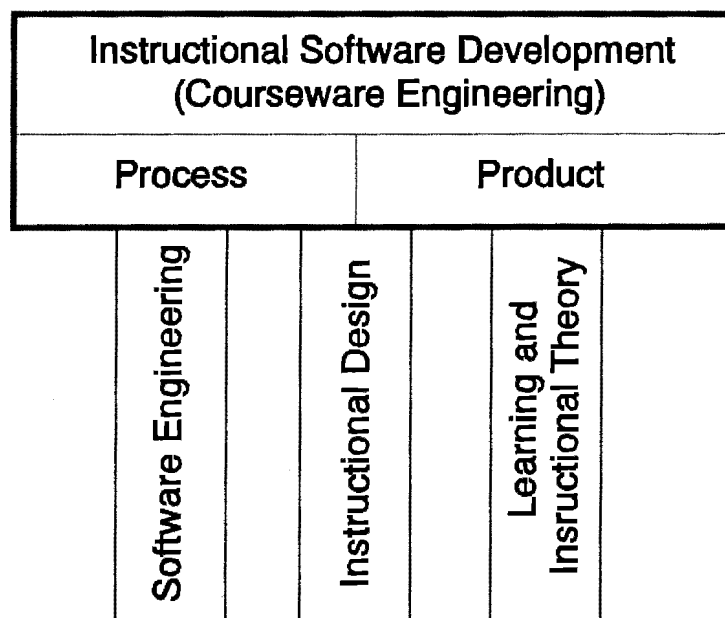 Instructional Software Development
(Courseware Engineering)
Process
Product
Software Engineering
Instructional Design
Learning and
Insructional Theory